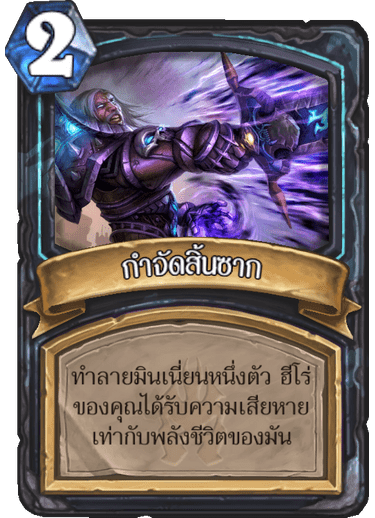 2
กำจัดสิ้นซาก
ทำลายมินเนี่ยนหนึ่งตัว ฮีโร่
ของคุณได้รับความเสียหาย
เท่ากับพลังชีวิตของมัน